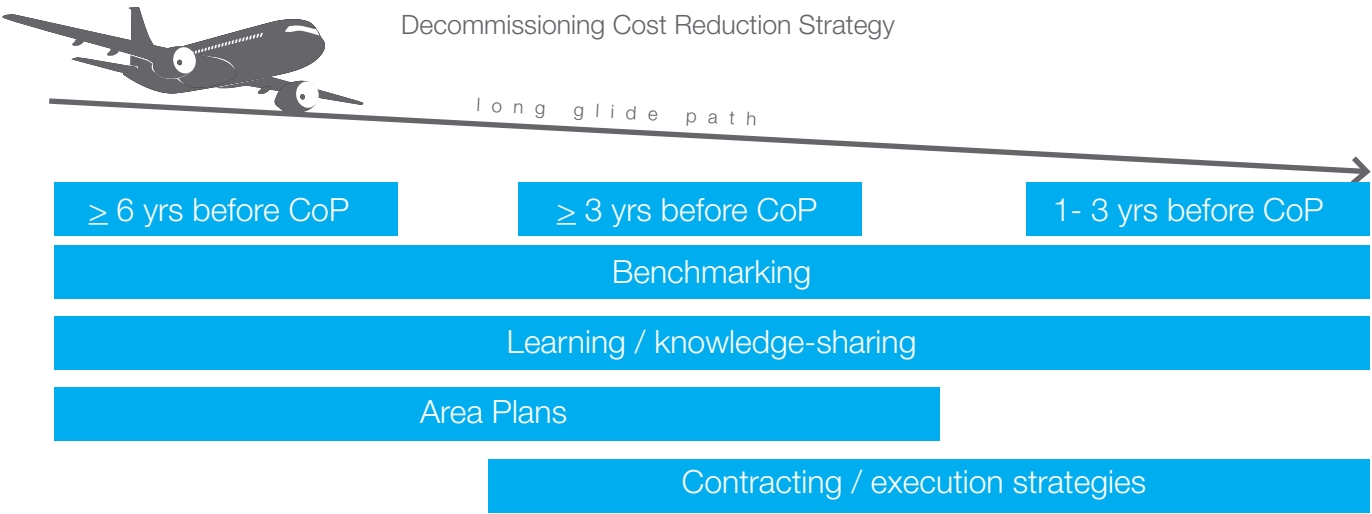 Decommissioning Cost Reduction Strategy
long glide path
≥ 6 yrs before CoP
≥ 3 yrs before CoP
1- 3 yrs before CoP
Benchmarking
Learning / knowledge-sharing
Area Plans
Contracting / execution strategies